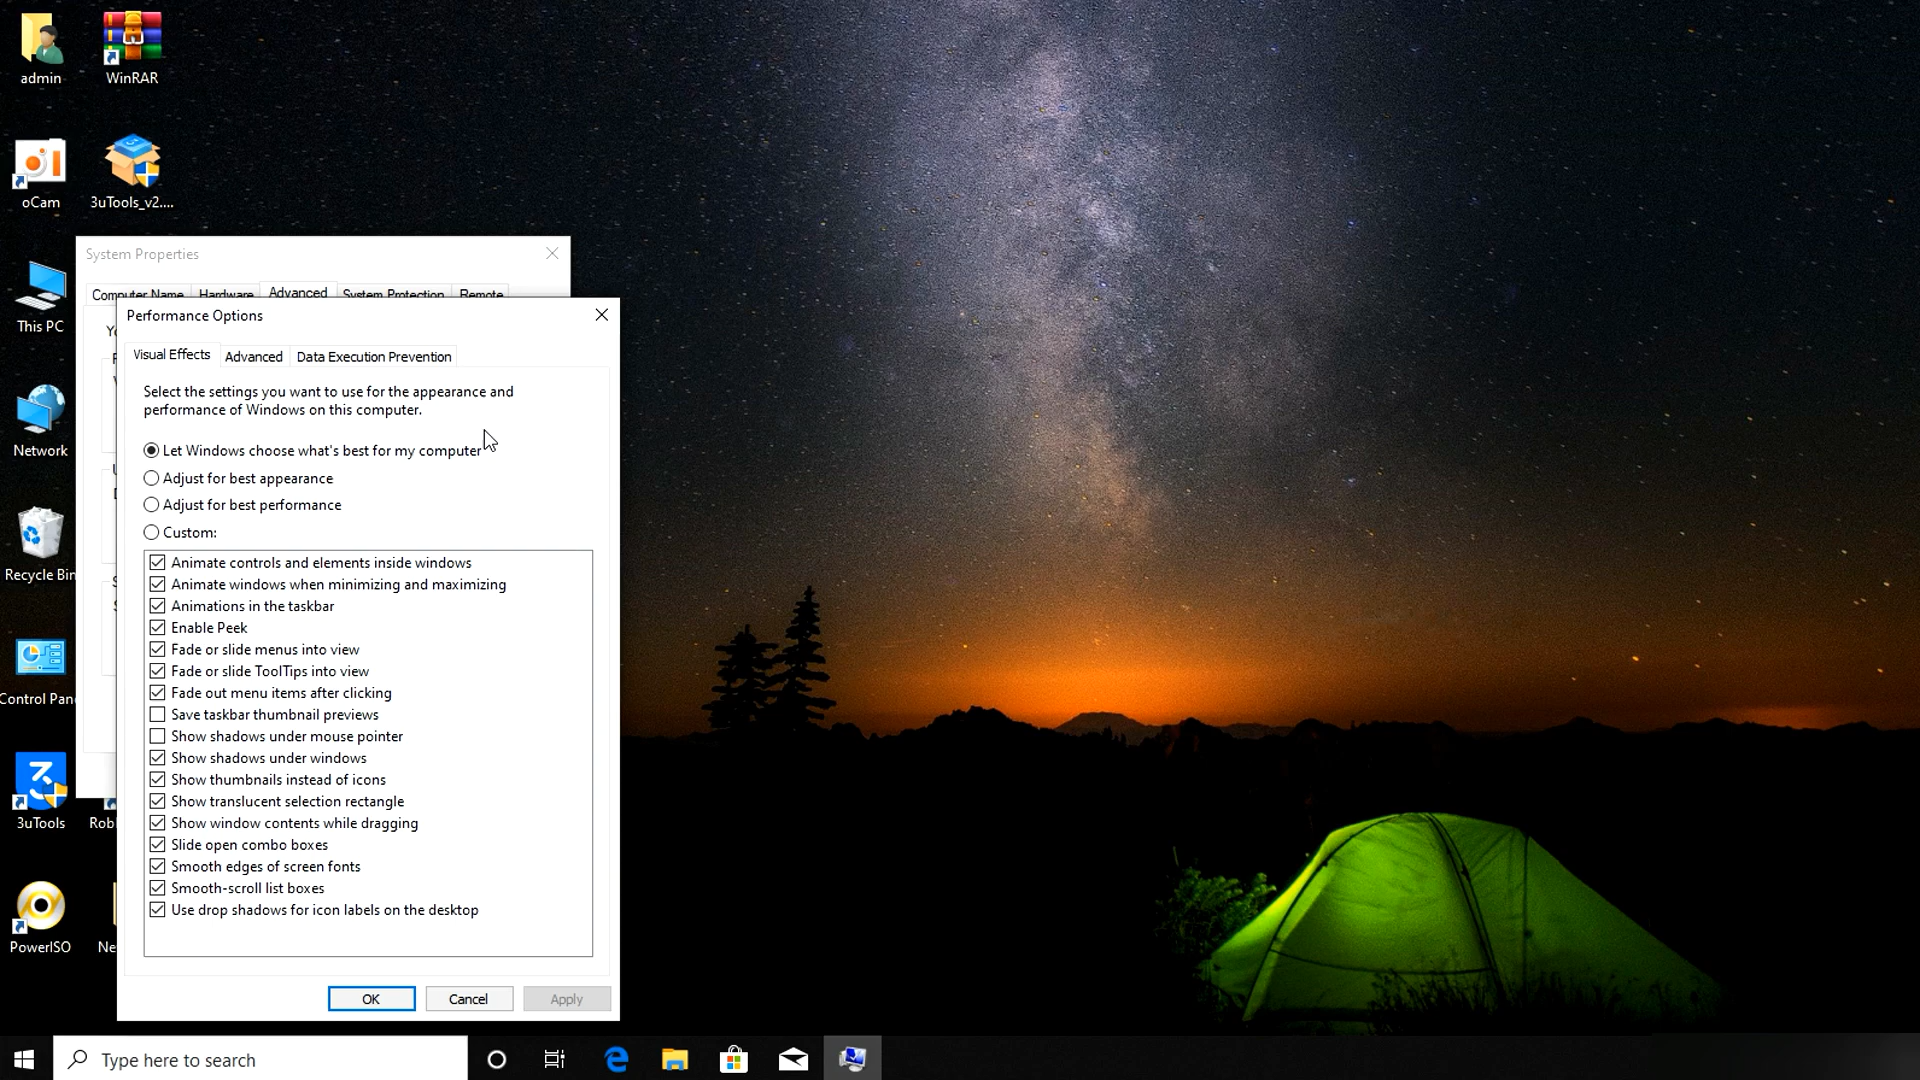 admin
WinRAR
oCam
3uTools_v2....
This PC
Network
Recycle Bin
Control Pan
3uTools
Robl
PowerISO
Ne
System Properties
Computer Name
Hardware
Advanced
System Protection
Remote
Performance Options
Visual Effects
Advanced
Data Execution Prevention
Select the settings you want to use for the appearance and
performance of Windows on this computer.
Let Windows choose what's best for my computer
Adjust for best appearance
Adjust for best performance
Custom:
Animate controls and elements inside windows
Animate windows when minimizing and maximizing
Animations in the taskbar
Enable Peek
Fade or slide menus into view
Fade or slide ToolTips into view
Fade out menu items after clicking
Save taskbar thumbnail previews
Show shadows under mouse pointer
Show shadows under windows
Show thumbnails instead of icons
Show translucent selection rectangle
Show window contents while dragging
Slide open combo boxes
Smooth edges of screen fonts
Smooth-scroll list boxes
Use drop shadows for icon labels on the desktop
OK
Cancel
Apply
Type here to search